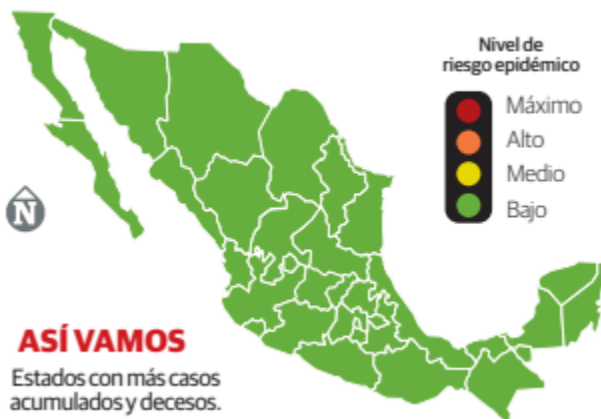 Nivel de
riesgo epidémico
Máximo
Alto
Medio
Bajo
N
ASÍ VAMOS
Estados con más casos
acumulados y decesos.